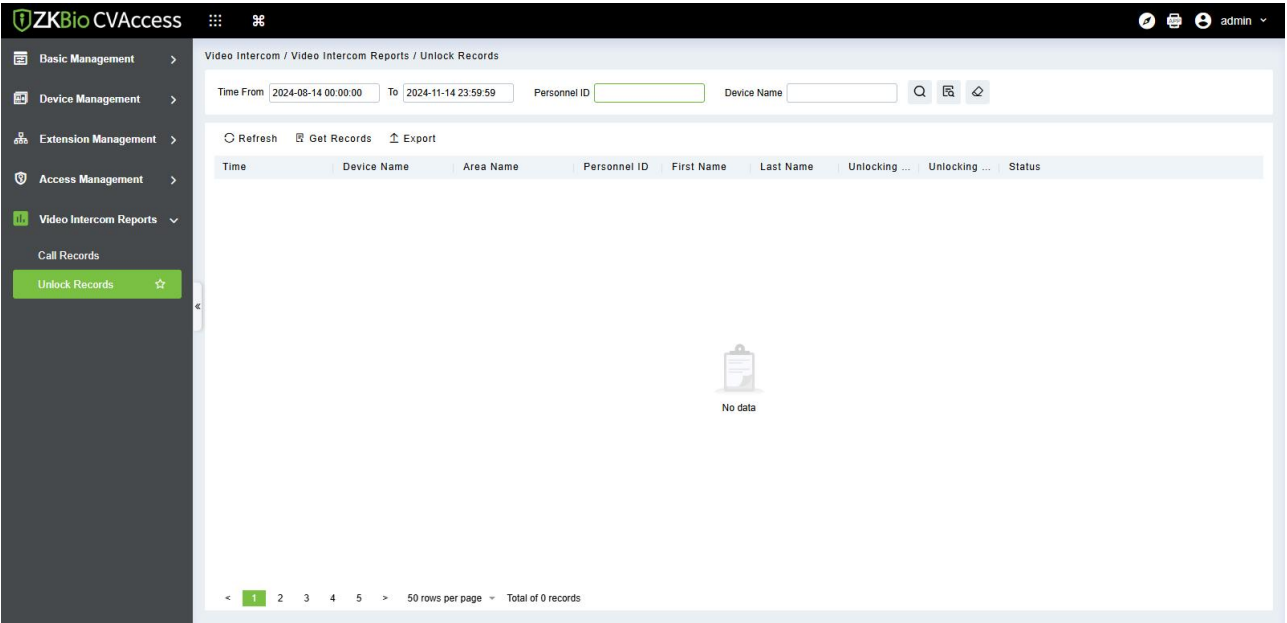 ZKBio CVAccess
admin
Basic Management
Device Management
Extension Management
Access Management
Video Intercom Reports
Call Records
Unlock Records
Video Intercom / Video Intercom Reports / Unlock Records
Time From 2024-08-14 00:00:00 To 2024-11-14 23:59:59 Personnel ID Device Name
Refresh Get Records Export
Time Device Name Area Name Personnel ID First Name Last Name Unlocking ... Unlocking ... Status
No data
< 1 2 3 4 5 > 50 rows per page Total of 0 records